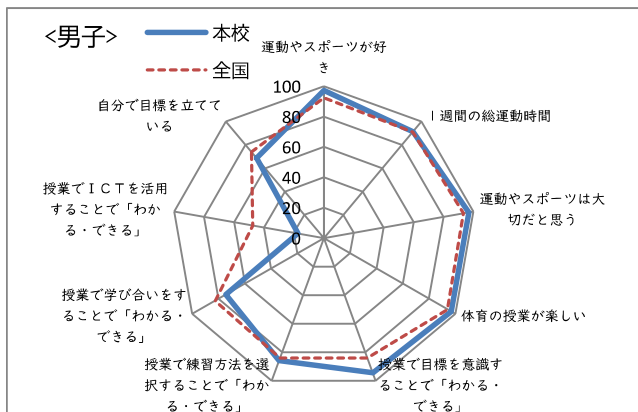 <男子>
本校
全国
運動やスポーツが好
き
１週間の総運動時間
運動やスポーツは大
切だと思う
体育の授業が楽しい
授業で目標を意識す
ることで「わかる・
できる」
授業で練習方法を選
択することで「わか
る・できる」
授業で学び合いをす
ることで「わかる・
できる」
授業でＩＣＴを活用
することで「わか
る・できる」
自分で目標を立てて
いる
100
80
60
40
20
0